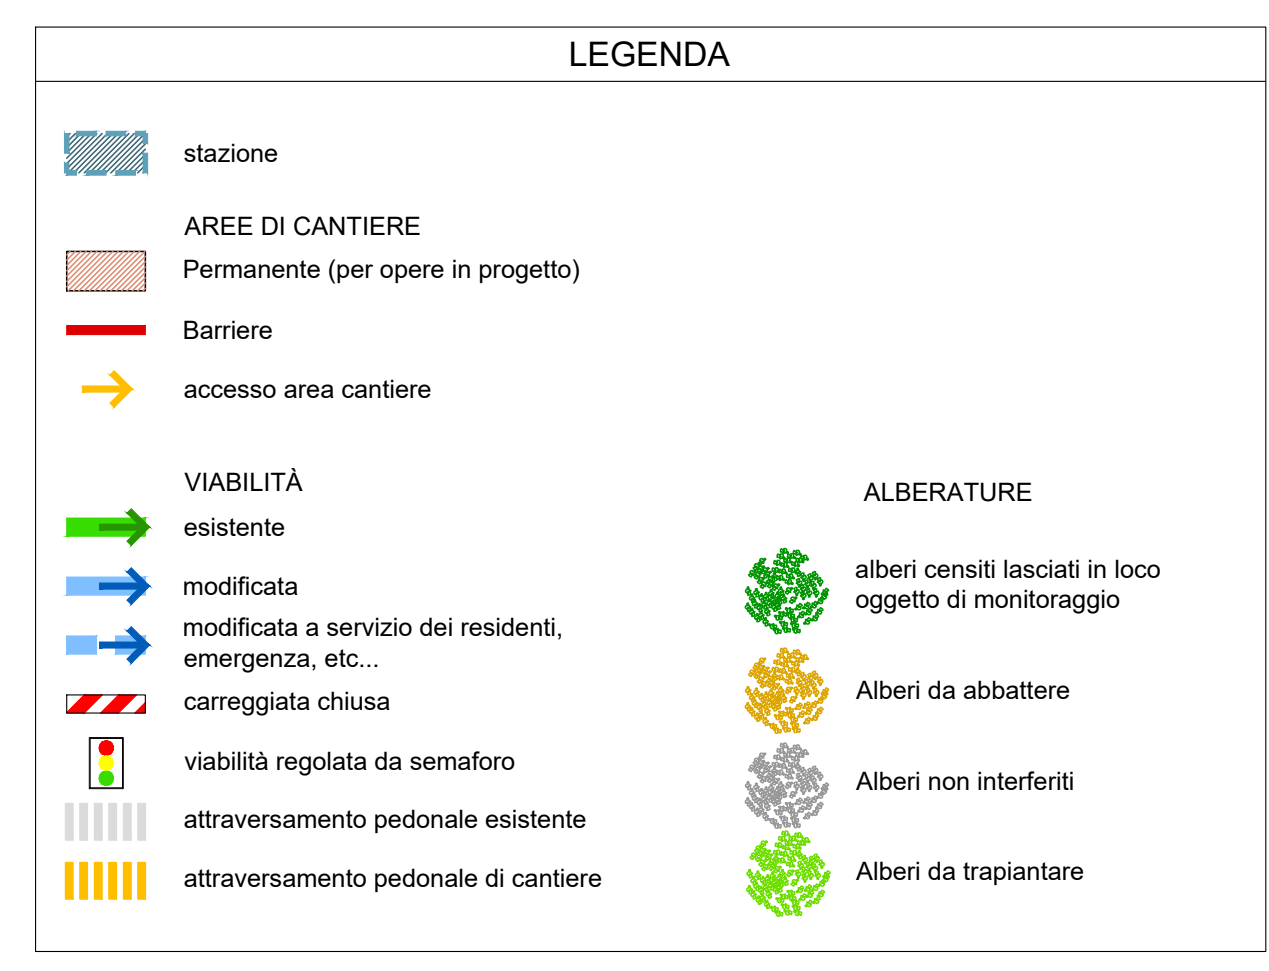 LEGENDA
stazione
AREE DI CANTIERE
Permanente (per opere in progetto)
Barriere
accesso area cantiere
VIABILITÀ
esistente
modificata
modificata a servizio dei residenti,
emergenza, etc...
carreggiata chiusa
viabilità regolata da semaforo
attraversamento pedonale esistente
attraversamento pedonale di cantiere
ALBERATURE
alberi censiti lasciati in loco
oggetto di monitoraggio
Alberi da abbattere
Alberi non interferiti
Alberi da trapiantare